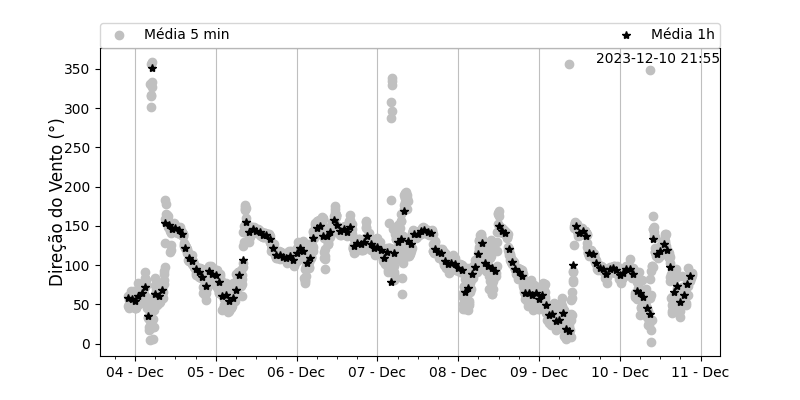 Média 5 min
Média 1h
2023-12-10 21:55
Direção do Vento (°)
350
300
250
200
150
100
50
0
04 - Dec
05 - Dec
06 - Dec
07 - Dec
08 - Dec
09 - Dec
10 - Dec
11 - Dec